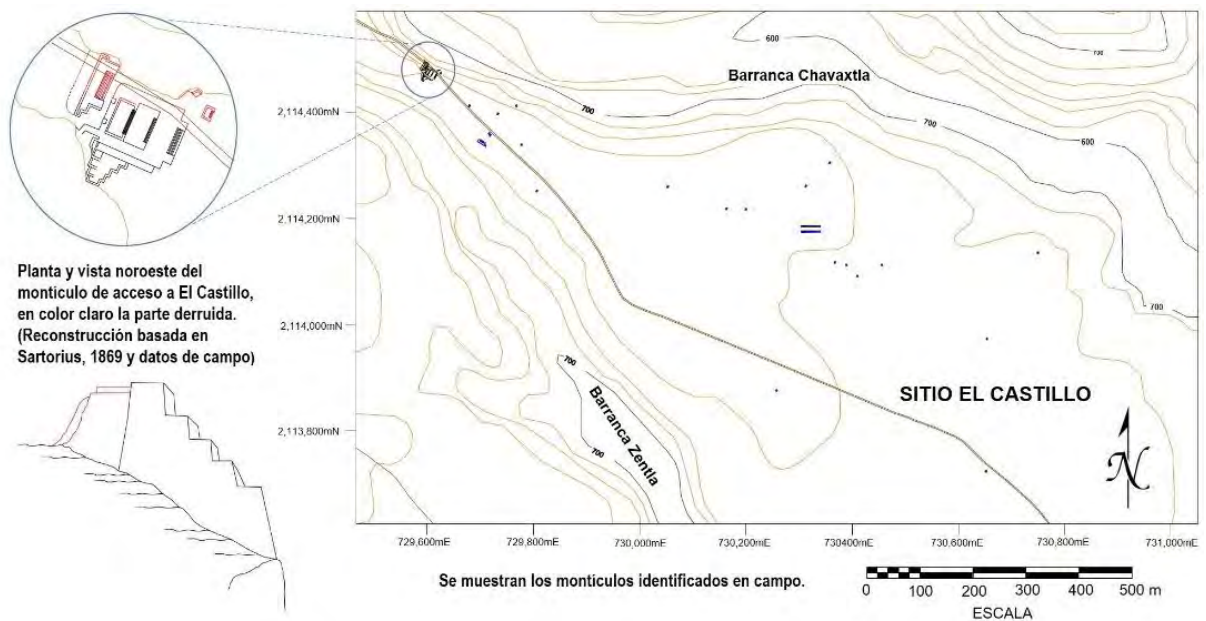 600
700
Barranca Chavaxtla
700
700
600
2,114,400mN
2,114,200mN
2,114,000mN
2,113,800mN
Planta y vista noroeste del
monticulo de acceso a El Castillo,
en color claro la parte derruida.
(Reconstrucción basada en
Sartorius, 1869 y datos de campo)
700
700
Barranca Zentla
700
SITIO EL CASTILLO
N
729,600mE
729,800mE
730,000mE
730,200mE
730400mE
730,600mE
730,800mE
731,000mE
Se muestran los monticulos identificados en campo.
0 100 200 300 400 500 m
ESCALA